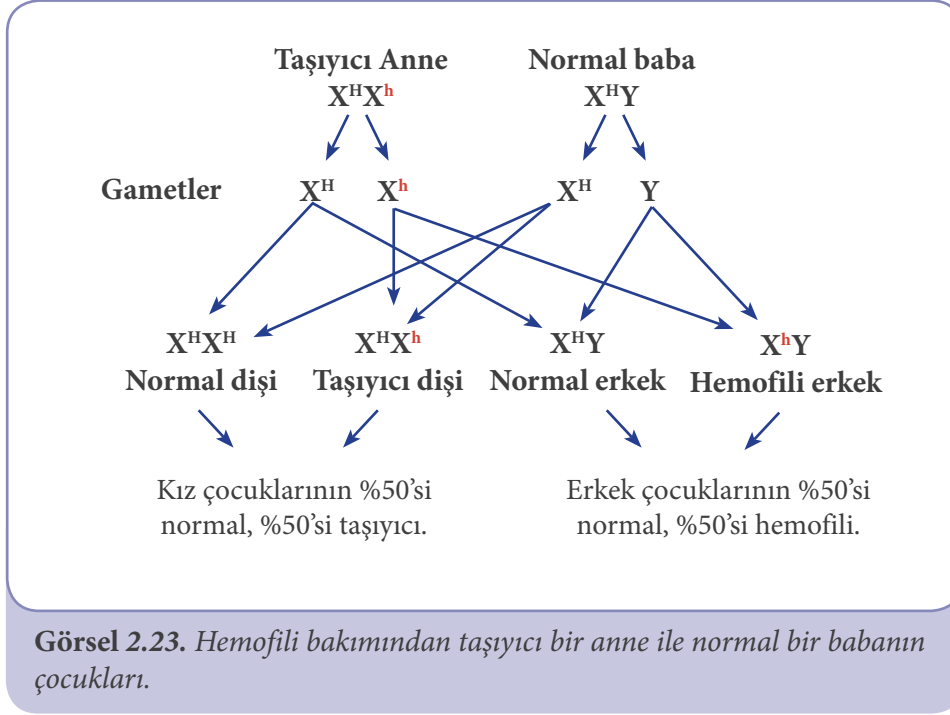 Taşıyıcı Anne Normal baba
XᴴXʰ XᴴY
Gametler Xᴴ Xʰ Xᴴ Y
XᴴXᴴ XᴴXʰ XᴴY XʰY
Normal dişi Taşıyıcı dişi Normal erkek Hemofili erkek
Kız çocuklarının %50’si
normal, %50’si taşıyıcı.
Erkek çocuklarının %50’si
normal, %50’si hemofili.
Görsel 2.23. Hemofili bakımından taşıyıcı bir anne ile normal bir babanın
çocukları.